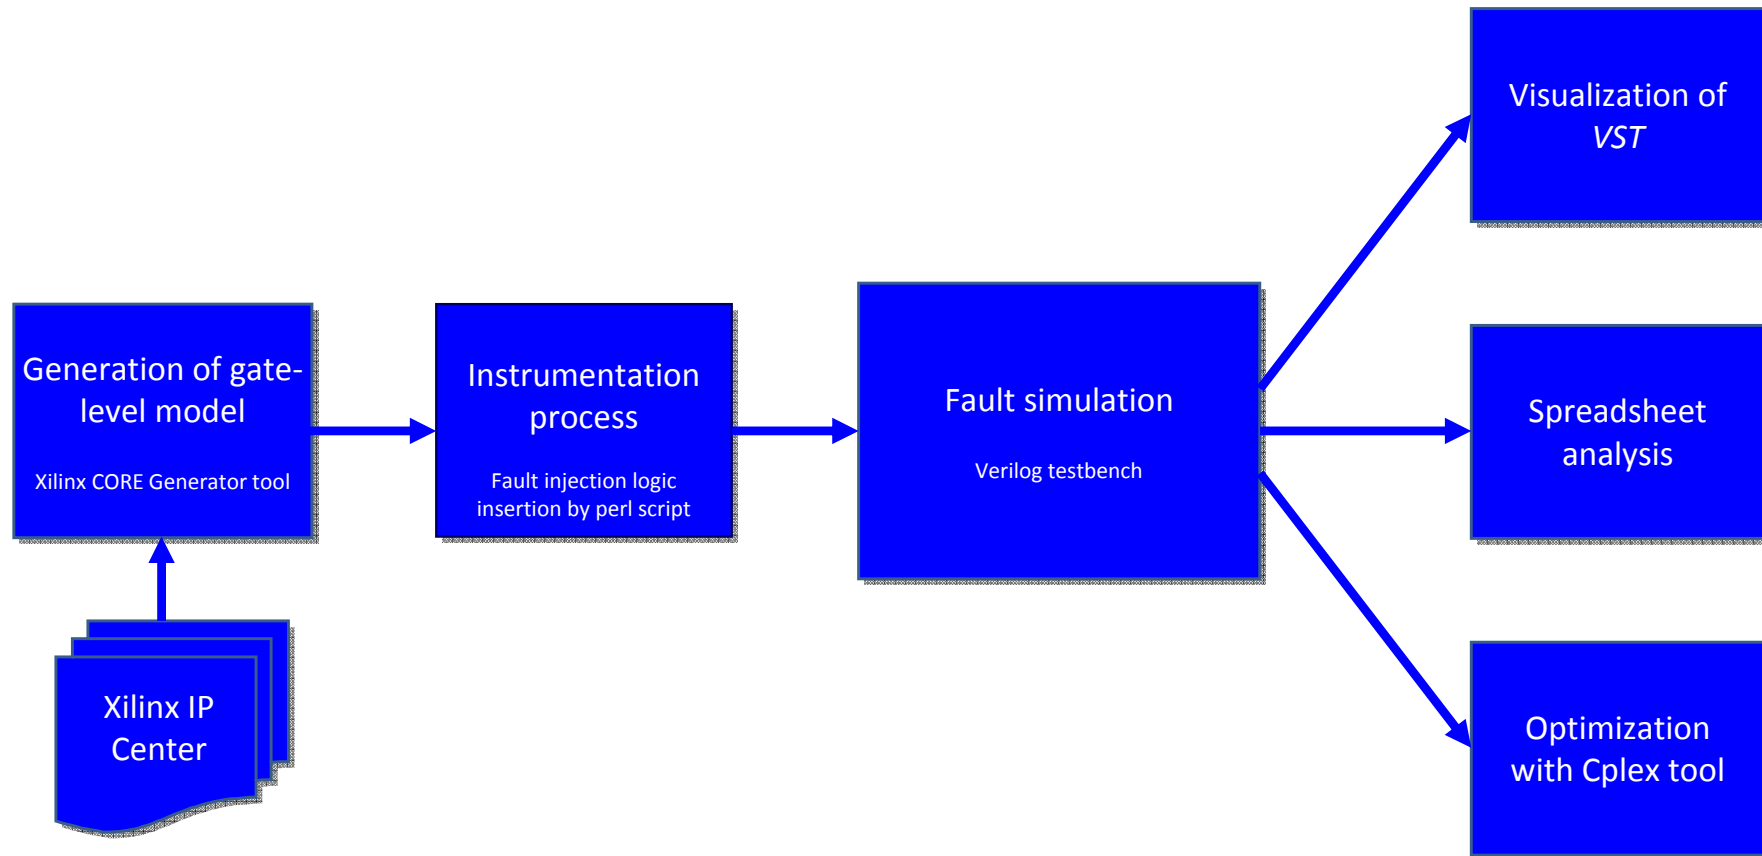 Visualization of
VST
Generation of gate-
level model
Xilinx CORE Generator tool
Instrumentation
process
Fault injection logic
insertion by perl script
Fault simulation
Verilog testbench
Spreadsheet
analysis
Xilinx IP
Center
Optimization
with Cplex tool